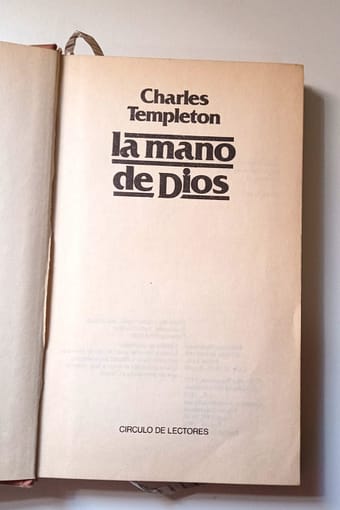 Charles
Templeton
la mano
de Dios
CIRCULO DE LECTORES